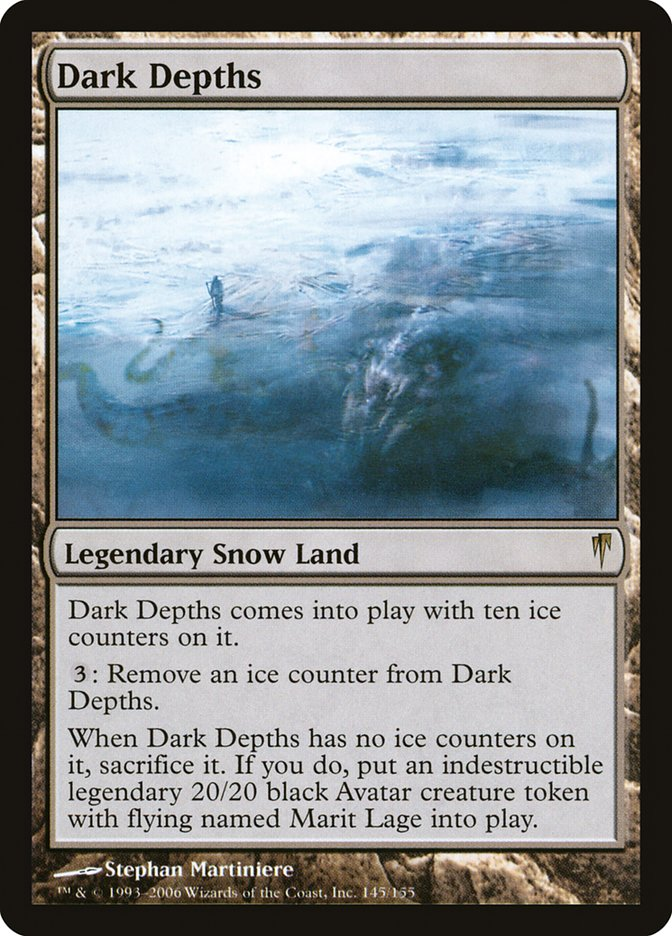 Dark Depths
Legendary Snow Land
Dark Depths comes into play with ten ice
counters on it.
3: Remove an ice counter from Dark
Depths.
When Dark Depths has no ice counters on
it, sacrifice it. If you do, put an indestructible
legendary 20/20 black Avatar creature token
with flying named Marit Lage into play.
Stephan Martiniere
™ & © 1993–2006 Wizards of the Coast, Inc. 145/155